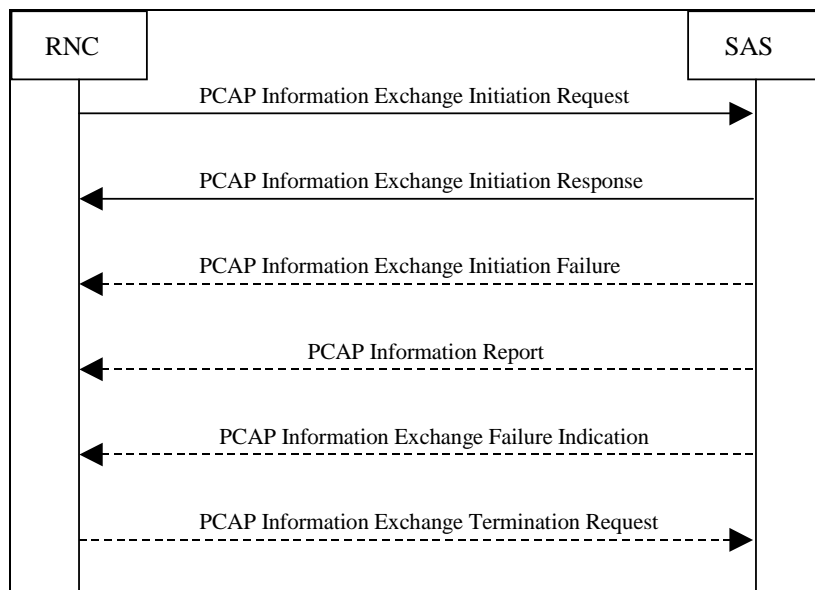 RNC
SAS
PCAP Information Exchange Initiation Request
PCAP Information Exchange Initiation Response
PCAP Information Exchange Initiation Failure
PCAP Information Report
PCAP Information Exchange Failure Indication
PCAP Information Exchange Termination Request